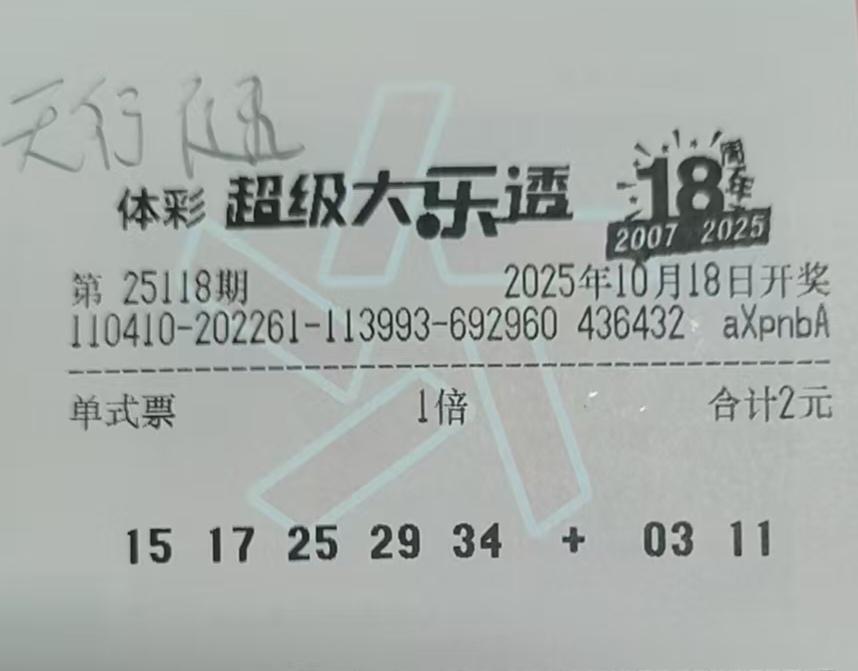 天行
体彩 超级大乐透 18周年
2007 2025
第 25118期 2025年10月18日开奖
110410-202261-113993-692960 436432 aXpnbA
单式票 1倍 合计2元
15 17 25 29 34 + 03 11